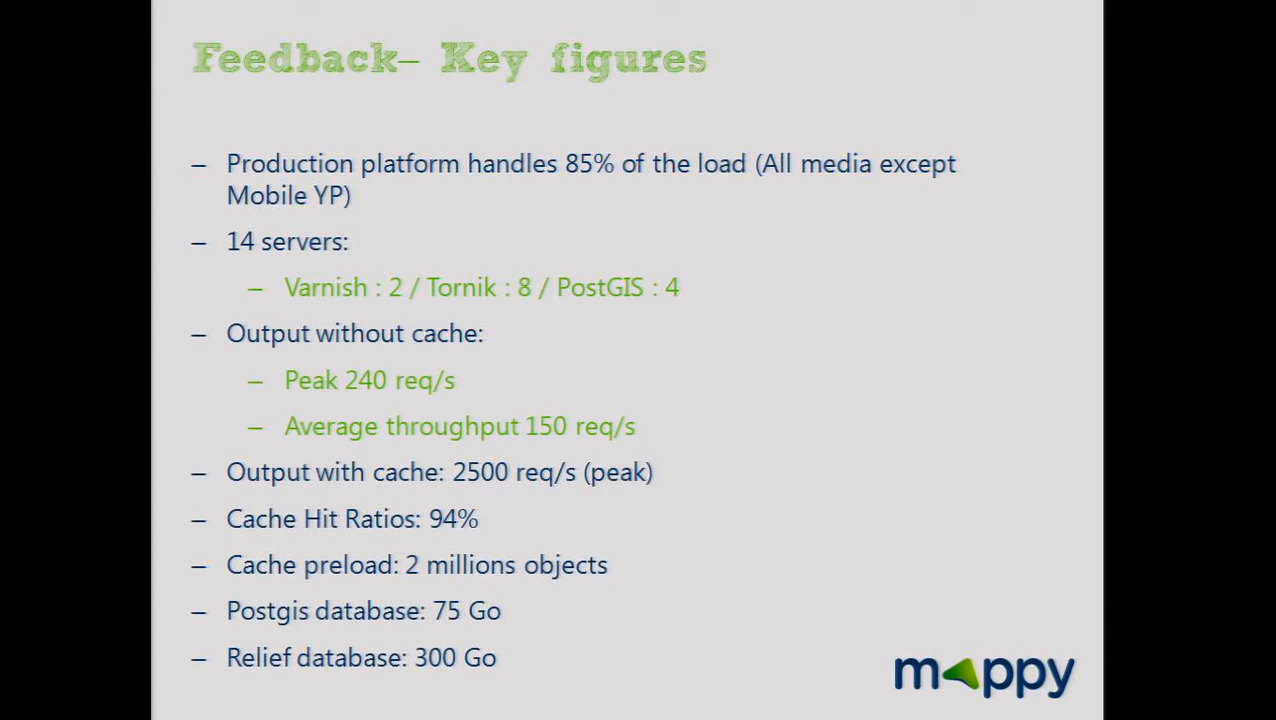 Feedback– Key figures
– Production platform handles 85% of the load (All media except
Mobile YP)
– 14 servers:
– Varnish : 2 / Tornik : 8 / PostGIS : 4
– Output without cache:
– Peak 240 req/s
– Average throughput 150 req/s
– Output with cache: 2500 req/s (peak)
– Cache Hit Ratios: 94%
– Cache preload: 2 millions objects
– Postgis database: 75 Go
– Relief database: 300 Go
mappy